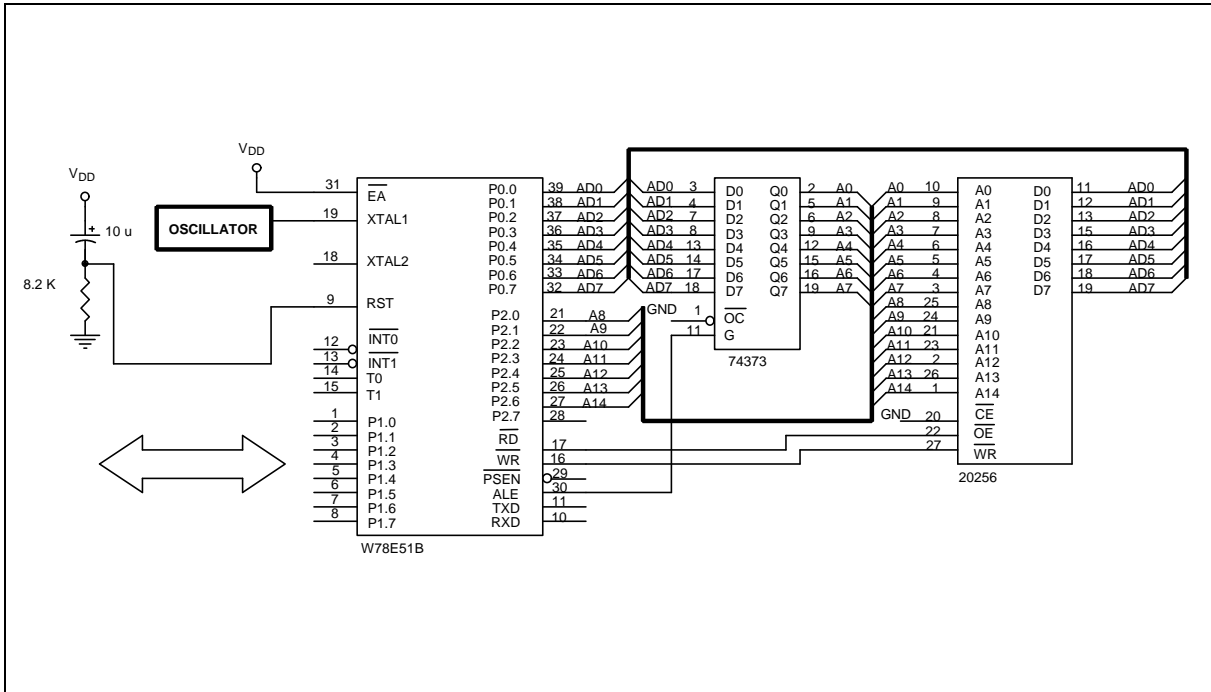 VDD
10 u
8.2 K
VDD
OSCILLATOR
31 EA
19 XTAL1
18 XTAL2
9 RST
12 INT0
13 INT1
14 T0
15 T1
1 P1.0
2 P1.1
3 P1.2
4 P1.3
5 P1.4
6 P1.5
7 P1.6
8 P1.7
P0.0 39 AD0
P0.1 38 AD1
P0.2 37 AD2
P0.3 36 AD3
P0.4 35 AD4
P0.5 34 AD5
P0.6 33 AD6
P0.7 32 AD7
P2.0 21 A8
P2.1 22 A9
P2.2 23 A10
P2.3 24 A11
P2.4 25 A12
P2.5 26 A13
P2.6 27 A14
P2.7 28
RD 17
WR 16
PSEN 29
ALE 30
TXD 11
RXD 10
W78E51B
AD0 3 D0 Q0 2 A0
AD1 4 D1 Q1 5 A1
AD2 7 D2 Q2 6 A2
AD3 8 D3 Q3 9 A3
AD4 13 D4 Q4 12 A4
AD5 14 D5 Q5 15 A5
AD6 17 D6 Q6 16 A6
AD7 18 D7 Q7 19 A7
GND 1 OC
11 G
74373
A0 10 A0 D0 11 AD0
A1 9 A1 D1 12 AD1
A2 8 A2 D2 13 AD2
A3 7 A3 D3 15 AD3
A4 6 A4 D4 16 AD4
A5 5 A5 D5 17 AD5
A6 4 A6 D6 18 AD6
A7 3 A7 D7 19 AD7
A8 25 A8
A9 24 A9
A10 21 A10
A11 23 A11
A12 2 A12
A13 26 A13
A14 1 A14
GND 20 CE
22 OE
27 WR
20256